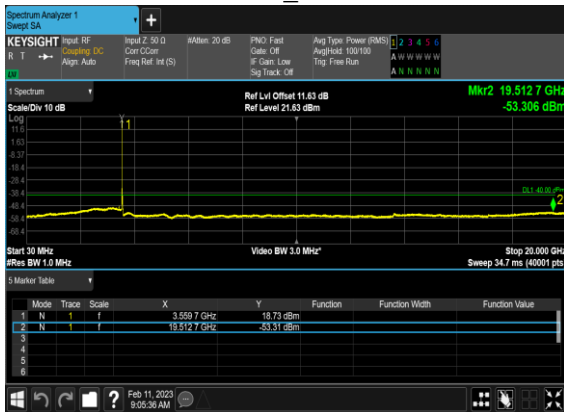 Spectrum Analyzer 1
Swept SA
KEYSIGHT Input: RF Input Z: 50 Ω #Atten: 20 dB PNO: Fast Avg Type: Power (RMS) 1 2 3 4 5 6
R T Coupling: DC Corr CCorr Gate: Off Avg|Hold: 100/100 A W W W W W
Align: Auto Freq Ref: Int (S) IF Gain: Low Trig: Free Run
LW Sig Track: Off A N N N N N
1 Spectrum Ref Lvl Offset 11.63 dB Mkr2 19.512 7 GHz
Scale/Div 10 dB Ref Level 21.63 dBm -53.306 dBm
Log
11.6
1
1.63
-8.37
-18.4
-28.4
-38.4 DL1 -40.00 dBm
-48.4 2
-58.4
-68.4
Start 30 MHz Video BW 3.0 MHz* Stop 20.000 GHz
#Res BW 1.0 MHz Sweep 34.7 ms (40001 pts)
5 Marker Table
Mode Trace Scale X Y Function Function Width Function Value
1 N 1 f 3.559 7 GHz 18.73 dBm
2 N 1 f 19.512 7 GHz -53.31 dBm
3
4
5
6
? Feb 11, 2023
9:05:36 AM